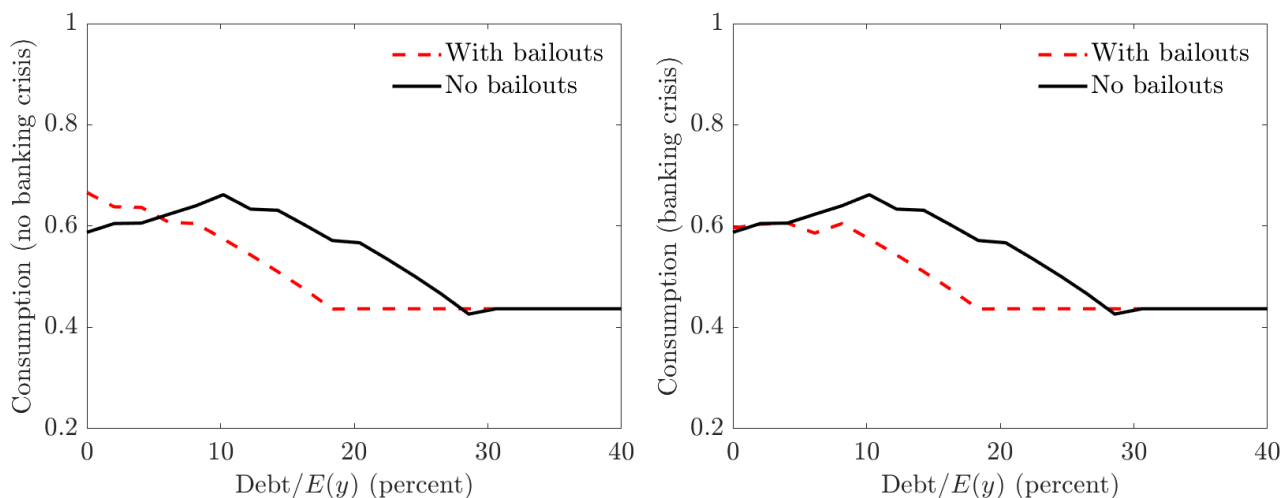 Consumption (no banking crisis)
1
0.8
0.6
0.4
0.2
0 10 20 30 40
Debt/E(y) (percent)
With bailouts
No bailouts
Consumption (banking crisis)
1
0.8
0.6
0.4
0.2
0 10 20 30 40
Debt/E(y) (percent)
With bailouts
No bailouts